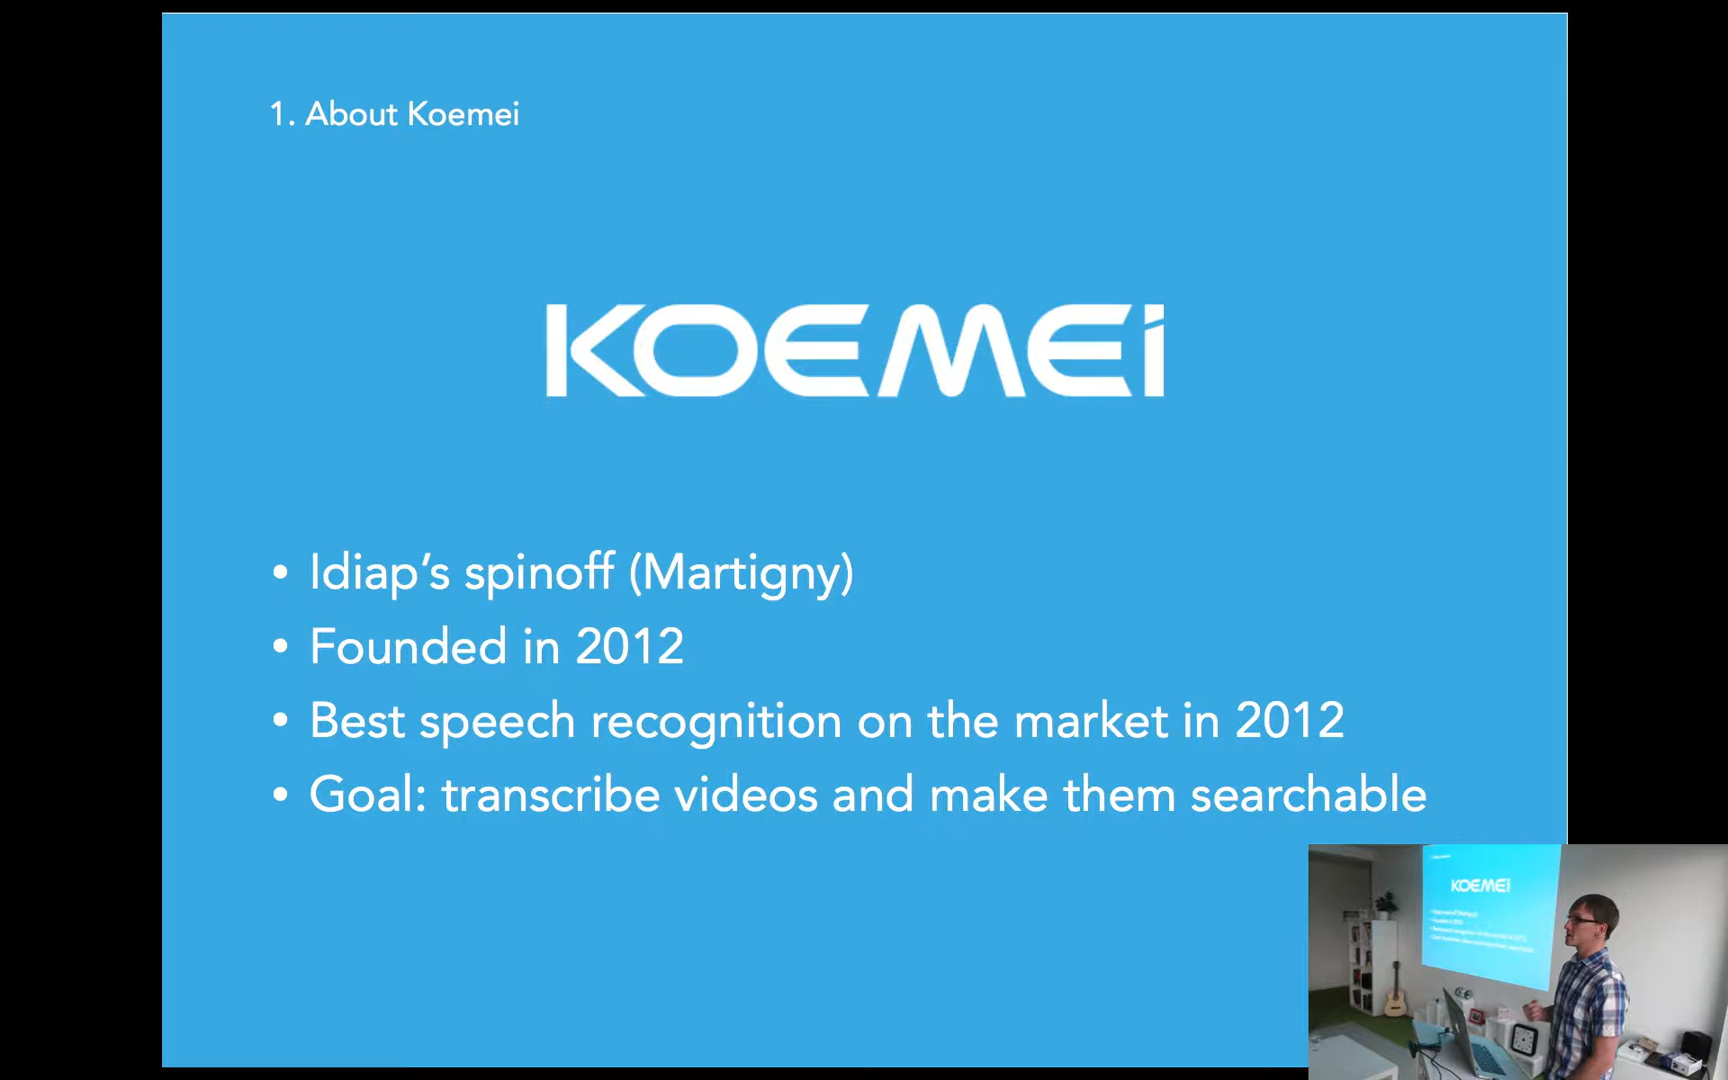 1. About Koemei
KOEMEi
• Idiap’s spinoff (Martigny)
• Founded in 2012
• Best speech recognition on the market in 2012
• Goal: transcribe videos and make them searchable
KOEMEi